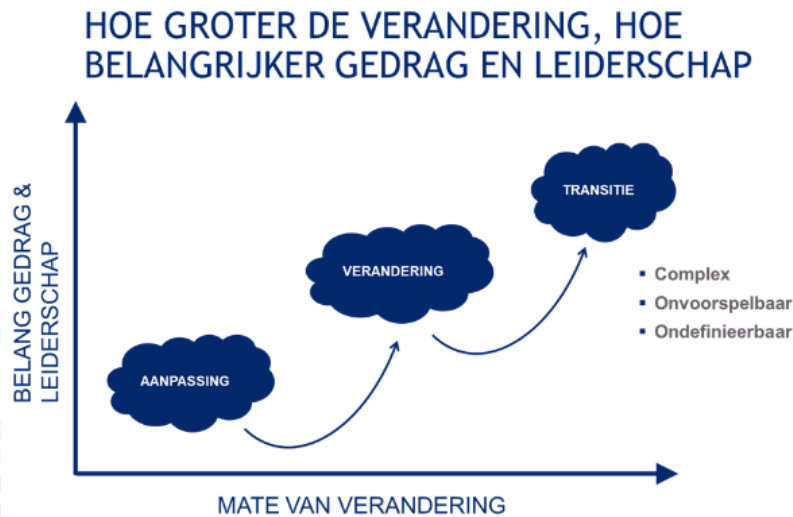 HOE GROTER DE VERANDERING, HOE
BELANGRIJKER GEDRAG EN LEIDERSCHAP
BELANG GEDRAG &
LEIDERSCHAP
TRANSITIE
VERANDERING
AANPASSING
▪ Complex
▪ Onvoorspelbaar
▪ Ondefinieerbaar
MATE VAN VERANDERING